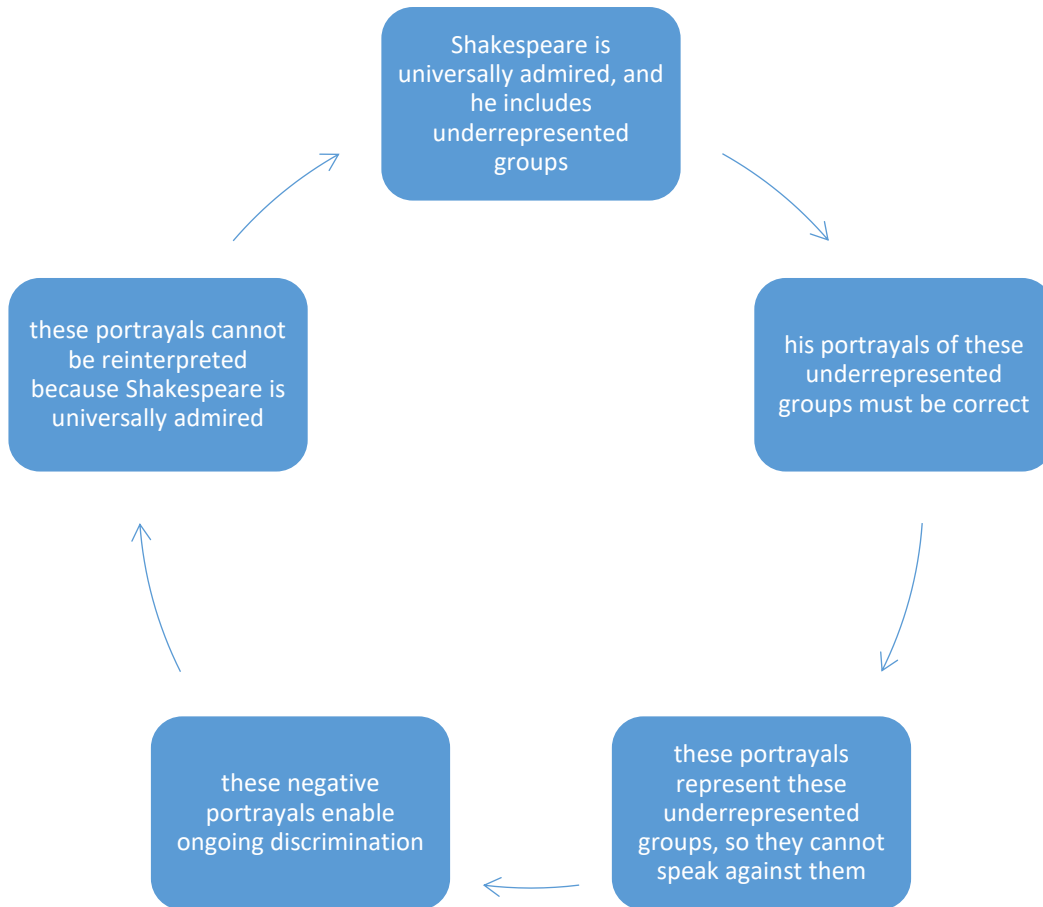 Shakespeare is
universally admired, and
he includes
underrepresented
groups
his portrayals of these
underrepresented
groups must be correct
these portrayals
represent these
underrepresented
groups, so they cannot
speak against them
these negative
portrayals enable
ongoing discrimination
these portrayals cannot
be reinterpreted
because Shakespeare is
universally admired